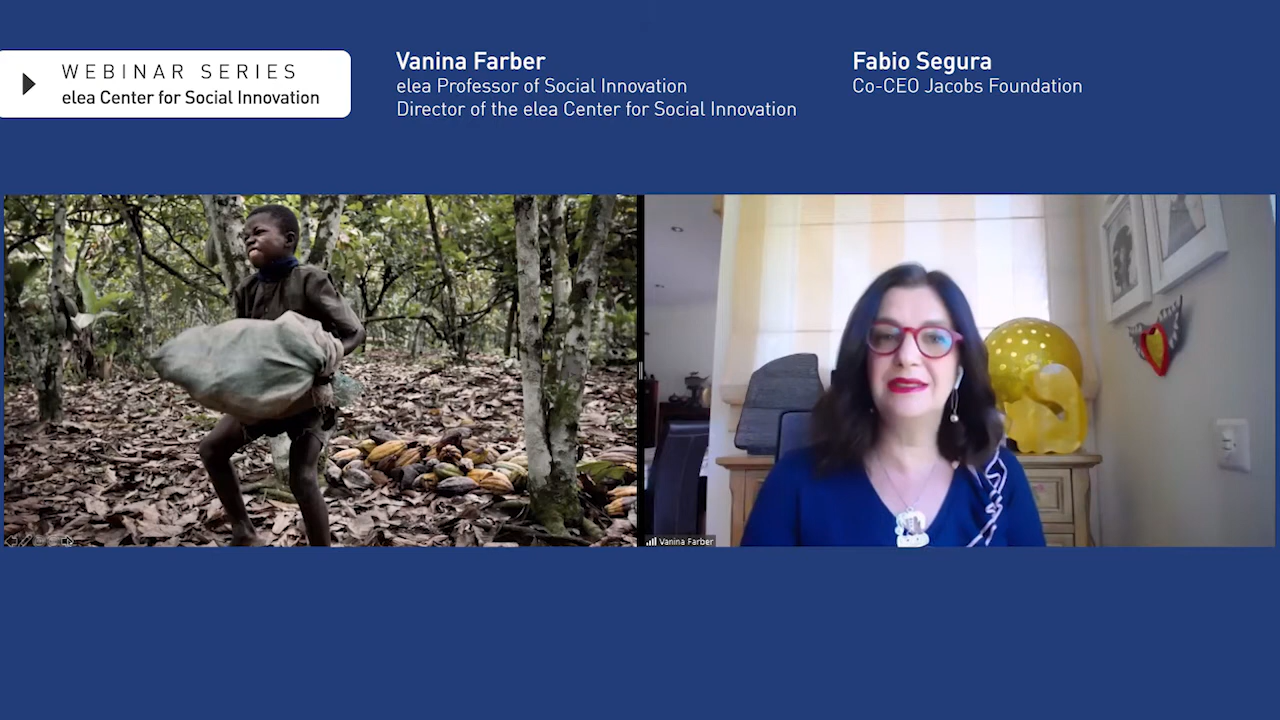 WEBINAR SERIES
elea Center for Social Innovation
Vanina Farber
elea Professor of Social Innovation
Director of the elea Center for Social Innovation
Fabio Segura
Co-CEO Jacobs Foundation
Vanina Farber